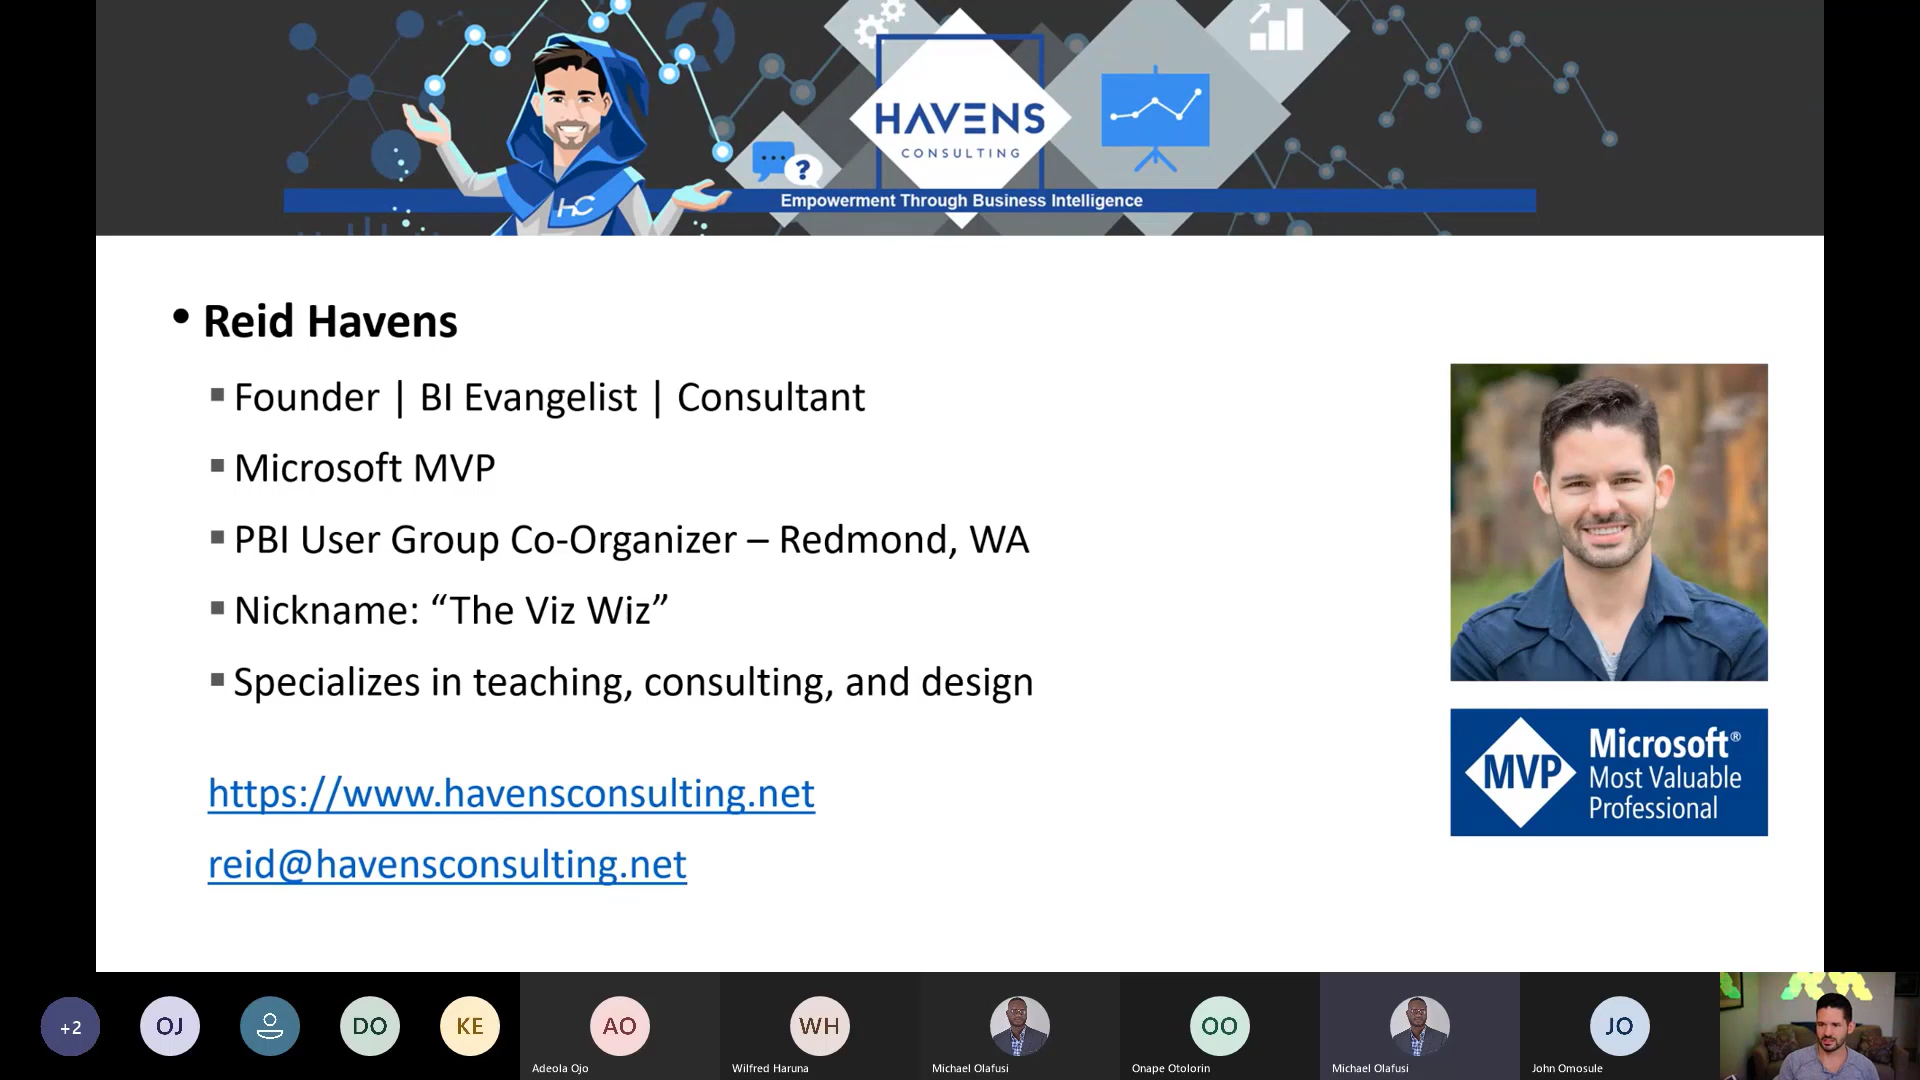 HAVENS
CONSULTING
?
hC
Empowerment Through Business Intelligence
• Reid Havens
▪ Founder | BI Evangelist | Consultant
▪ Microsoft MVP
▪ PBI User Group Co-Organizer – Redmond, WA
▪ Nickname: “The Viz Wiz”
▪ Specializes in teaching, consulting, and design
https://www.havensconsulting.net
reid@havensconsulting.net
MVP
Microsoft®
Most Valuable
Professional
+2
OJ
DO
KE
AO
Adeola Ojo
WH
Wilfred Haruna
Michael Olafusi
OO
Onape Otolorin
Michael Olafusi
JO
John Omosule